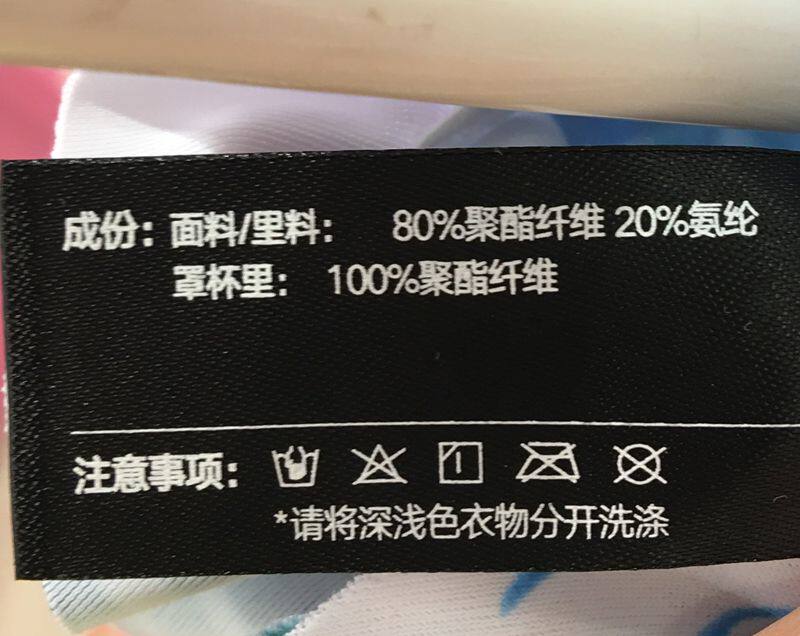 成份：面料/里料： 80%聚酯纤维 20%氨纶
罩杯里： 100%聚酯纤维
注意事项：
*请将深浅色衣物分开洗涤